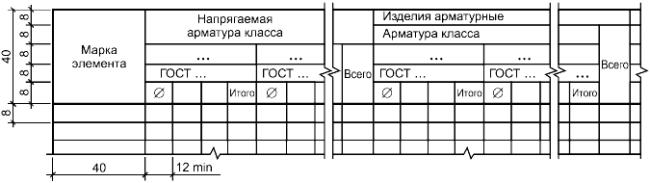 Марка
элемента
Напрягаемая
арматура класса
Изделия арматурные
Арматура класса
... ... ... ...
Всего Всего
ГОСТ ... ГОСТ ... ГОСТ ... ГОСТ ...
∅ Итого ∅ ∅ Итого ∅ Итого
40
8
8
8
8
8
8
40
12 min